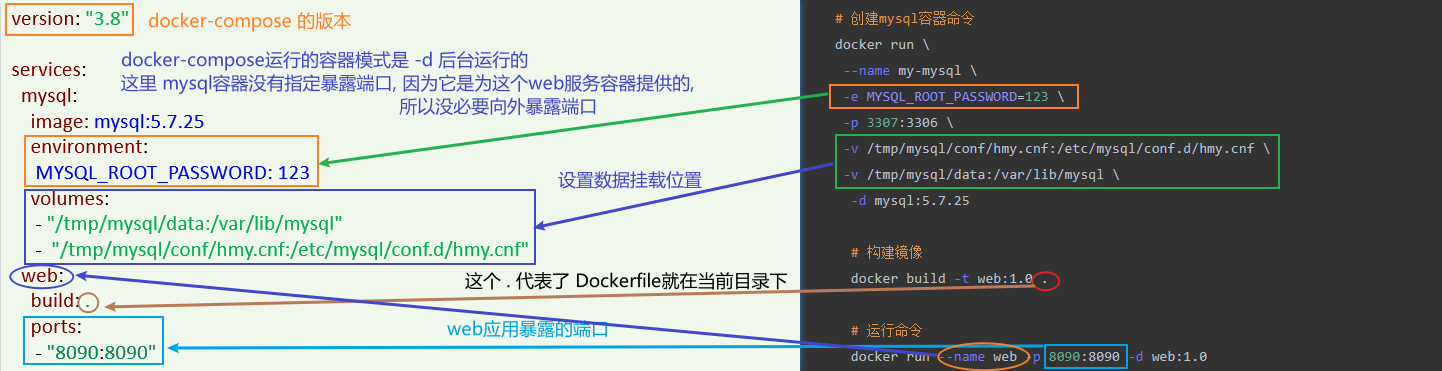 version: "3.8"
docker-compose 的版本
services:
mysql:
image: mysql:5.7.25
environment:
MYSQL_ROOT_PASSWORD: 123
volumes:
- "/tmp/mysql/data:/var/lib/mysql"
- "/tmp/mysql/conf/hmy.cnf:/etc/mysql/conf.d/hmy.cnf"
web:
build: .
ports:
- "8090:8090"
docker-compose运行的容器模式是 -d 后台运行的
这里 mysql容器没有指定暴露端口, 因为它是为这个web服务容器提供的,
所以没必要向外暴露端口
设置数据挂载位置
这个 . 代表了 Dockerfile就在当前目录下
web应用暴露的端口
# 创建mysql容器命令
docker run \
--name my-mysql \
-e MYSQL_ROOT_PASSWORD=123 \
-p 3307:3306 \
-v /tmp/mysql/conf/hmy.cnf:/etc/mysql/conf.d/hmy.cnf \
-v /tmp/mysql/data:/var/lib/mysql \
-d mysql:5.7.25
# 构建镜像
docker build -t web:1.0 .
# 运行命令
docker run --name web -p 8090:8090 -d web:1.0